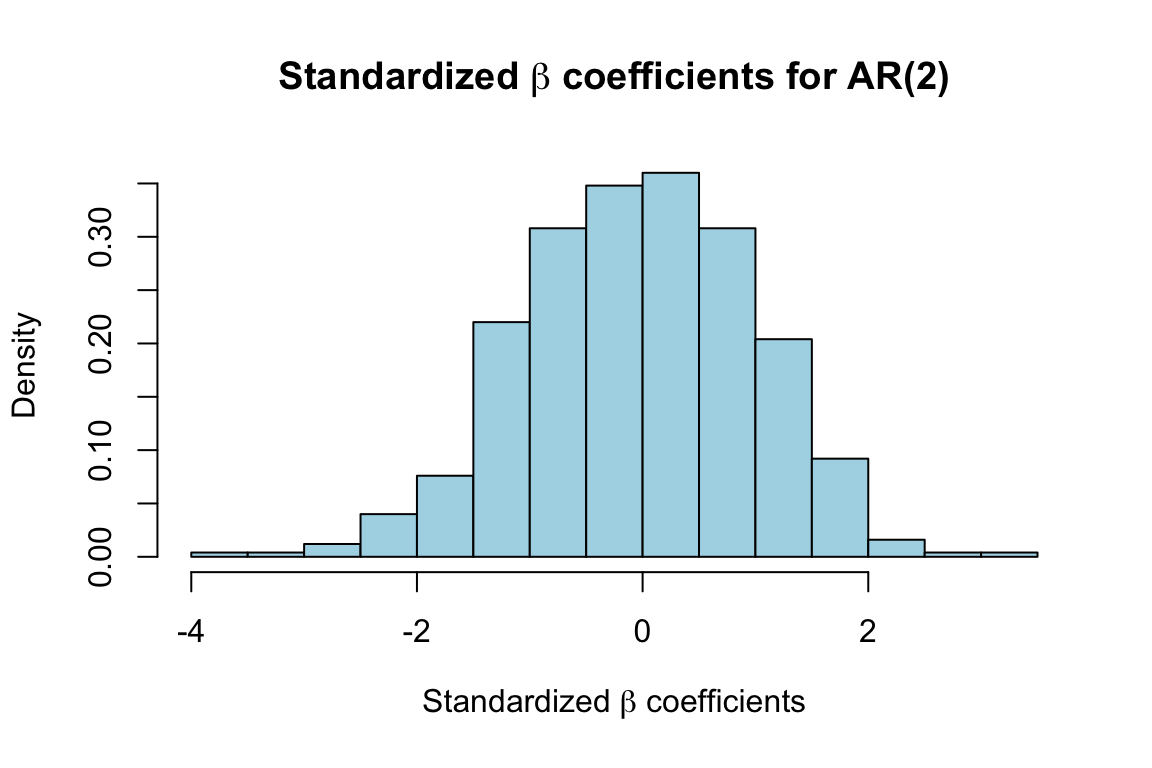 Standardized β coefficients for AR(2)
Density
0.30
0.20
0.10
0.00
-4 -2 0 2
Standardized β coefficients